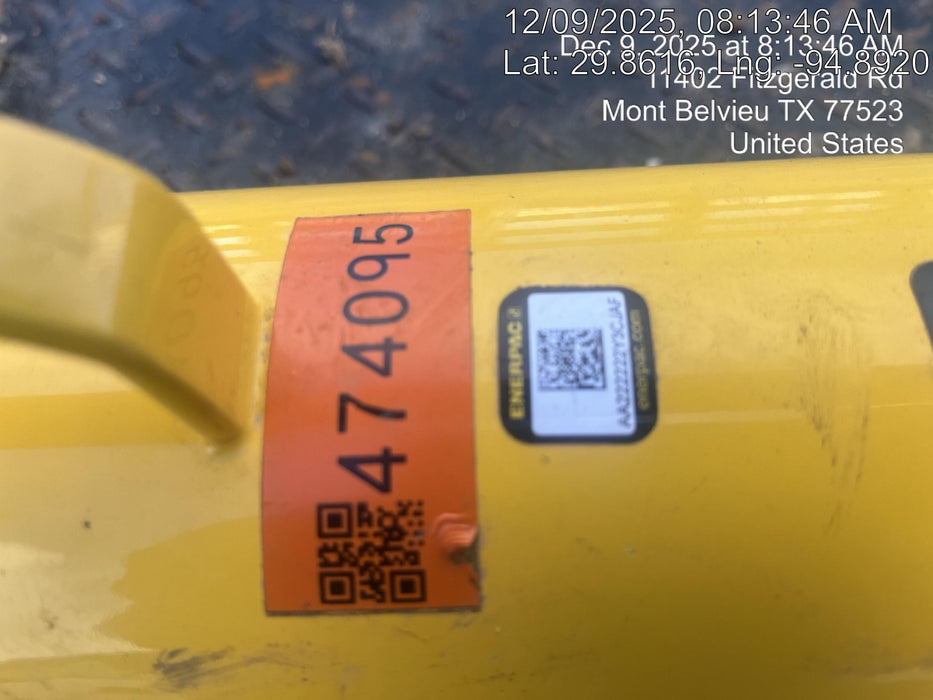 12/09/2025, 08:13:46 AM
Dec 9, 2025 at 8:13:46 AM
Lat: 29.8616, Lng: -94.8920
11402 Fitzgerald Rd
Mont Belvieu TX 77523
United States
474095
ENERPAC
enerpac.com